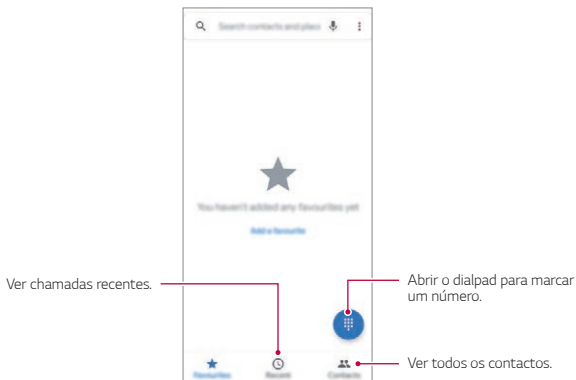 Search contacts and place
You haven't added any favourites yet
Add a favourite
Ver chamadas recentes.
Abrir o dialpad para marcar
um número.
Favourites
Recent
Contacts
Ver todos os contactos.